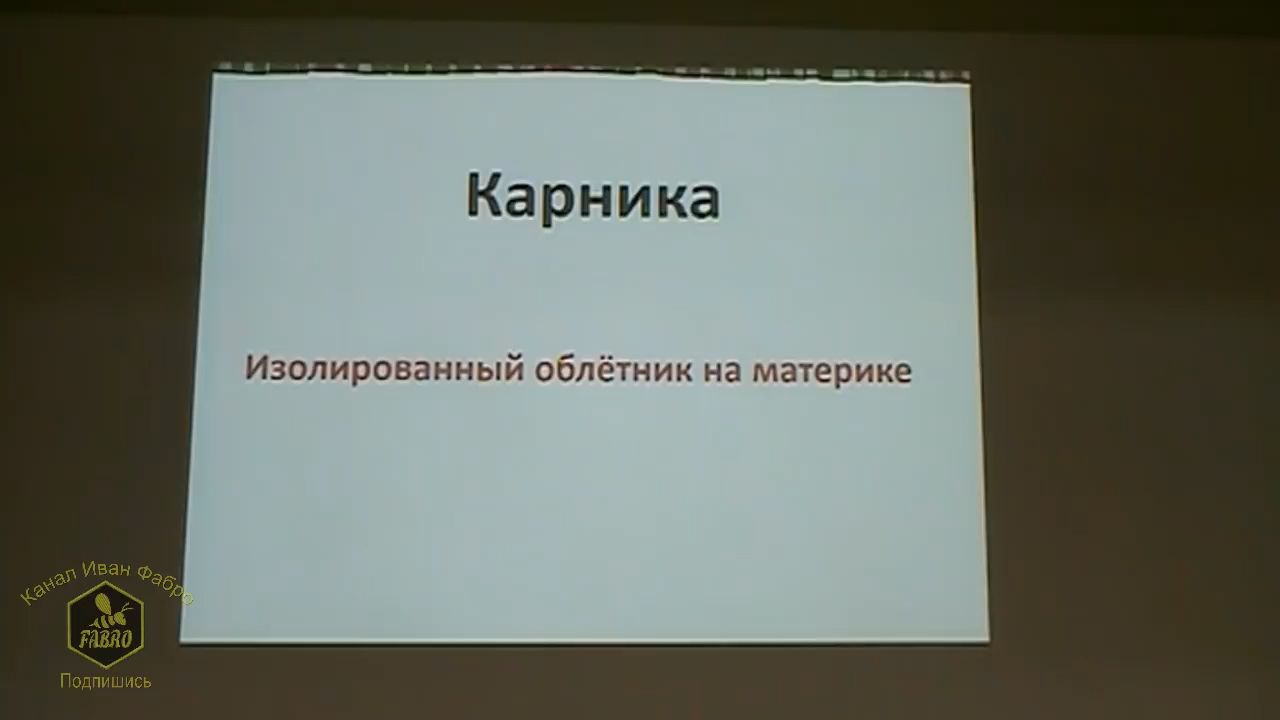 Карника
Изолированный облётник на материке
Канал Иван Фабро
FABRO
Подпишись